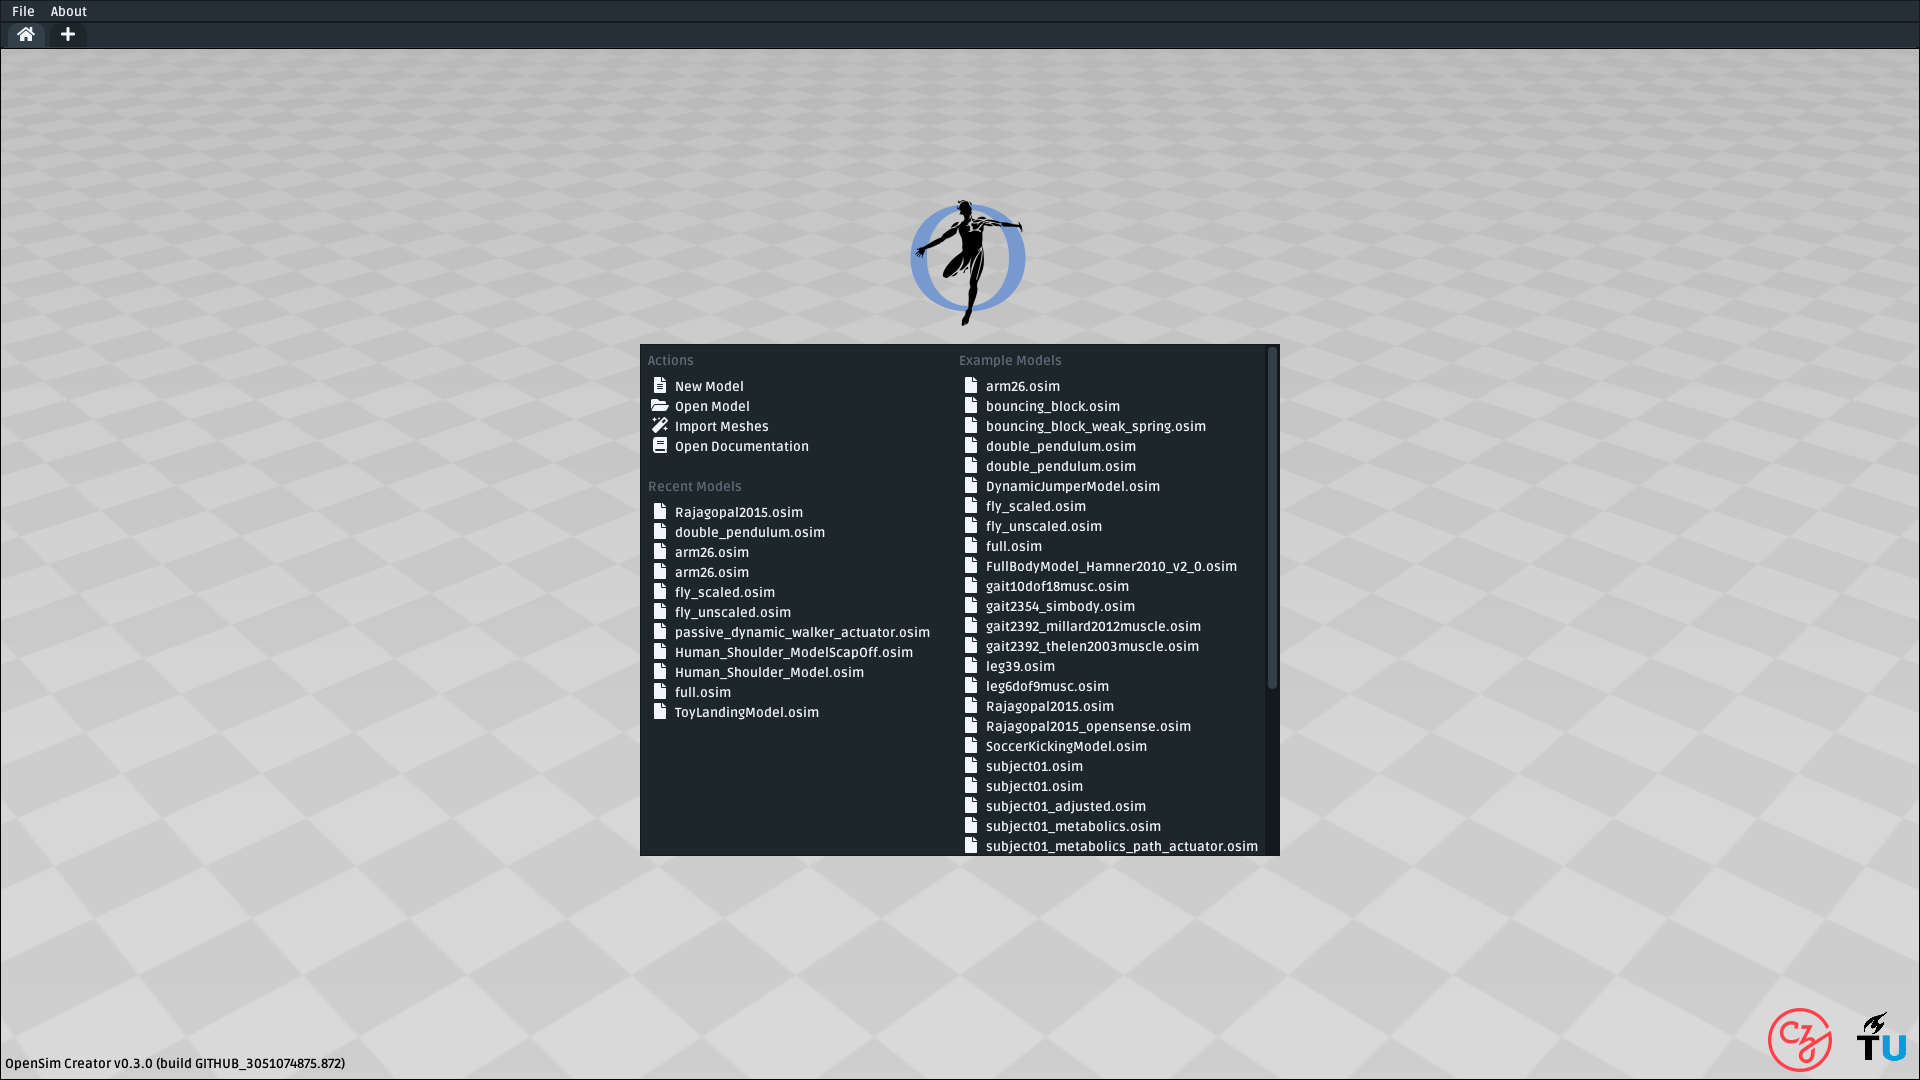 File About
Actions
New Model
Open Model
Import Meshes
Open Documentation
Recent Models
Rajagopal2015.osim
double_pendulum.osim
arm26.osim
arm26.osim
fly_scaled.osim
fly_unscaled.osim
passive_dynamic_walker_actuator.osim
Human_Shoulder_ModelScapOff.osim
Human_Shoulder_Model.osim
full.osim
ToyLandingModel.osim
Example Models
arm26.osim
bouncing_block.osim
bouncing_block_weak_spring.osim
double_pendulum.osim
double_pendulum.osim
DynamicJumperModel.osim
fly_scaled.osim
fly_unscaled.osim
full.osim
FullBodyModel_Hamner2010_v2_0.osim
gait10dof18musc.osim
gait2354_simbody.osim
gait2392_millard2012muscle.osim
gait2392_thelen2003muscle.osim
leg39.osim
leg6dof9musc.osim
Rajagopal2015.osim
Rajagopal2015_opensense.osim
SoccerKickingModel.osim
subject01.osim
subject01.osim
subject01_adjusted.osim
subject01_metabolics.osim
subject01_metabolics_path_actuator.osim
OpenSim Creator v0.3.0 (build GITHUB_3051074875.872)
CZ
TU